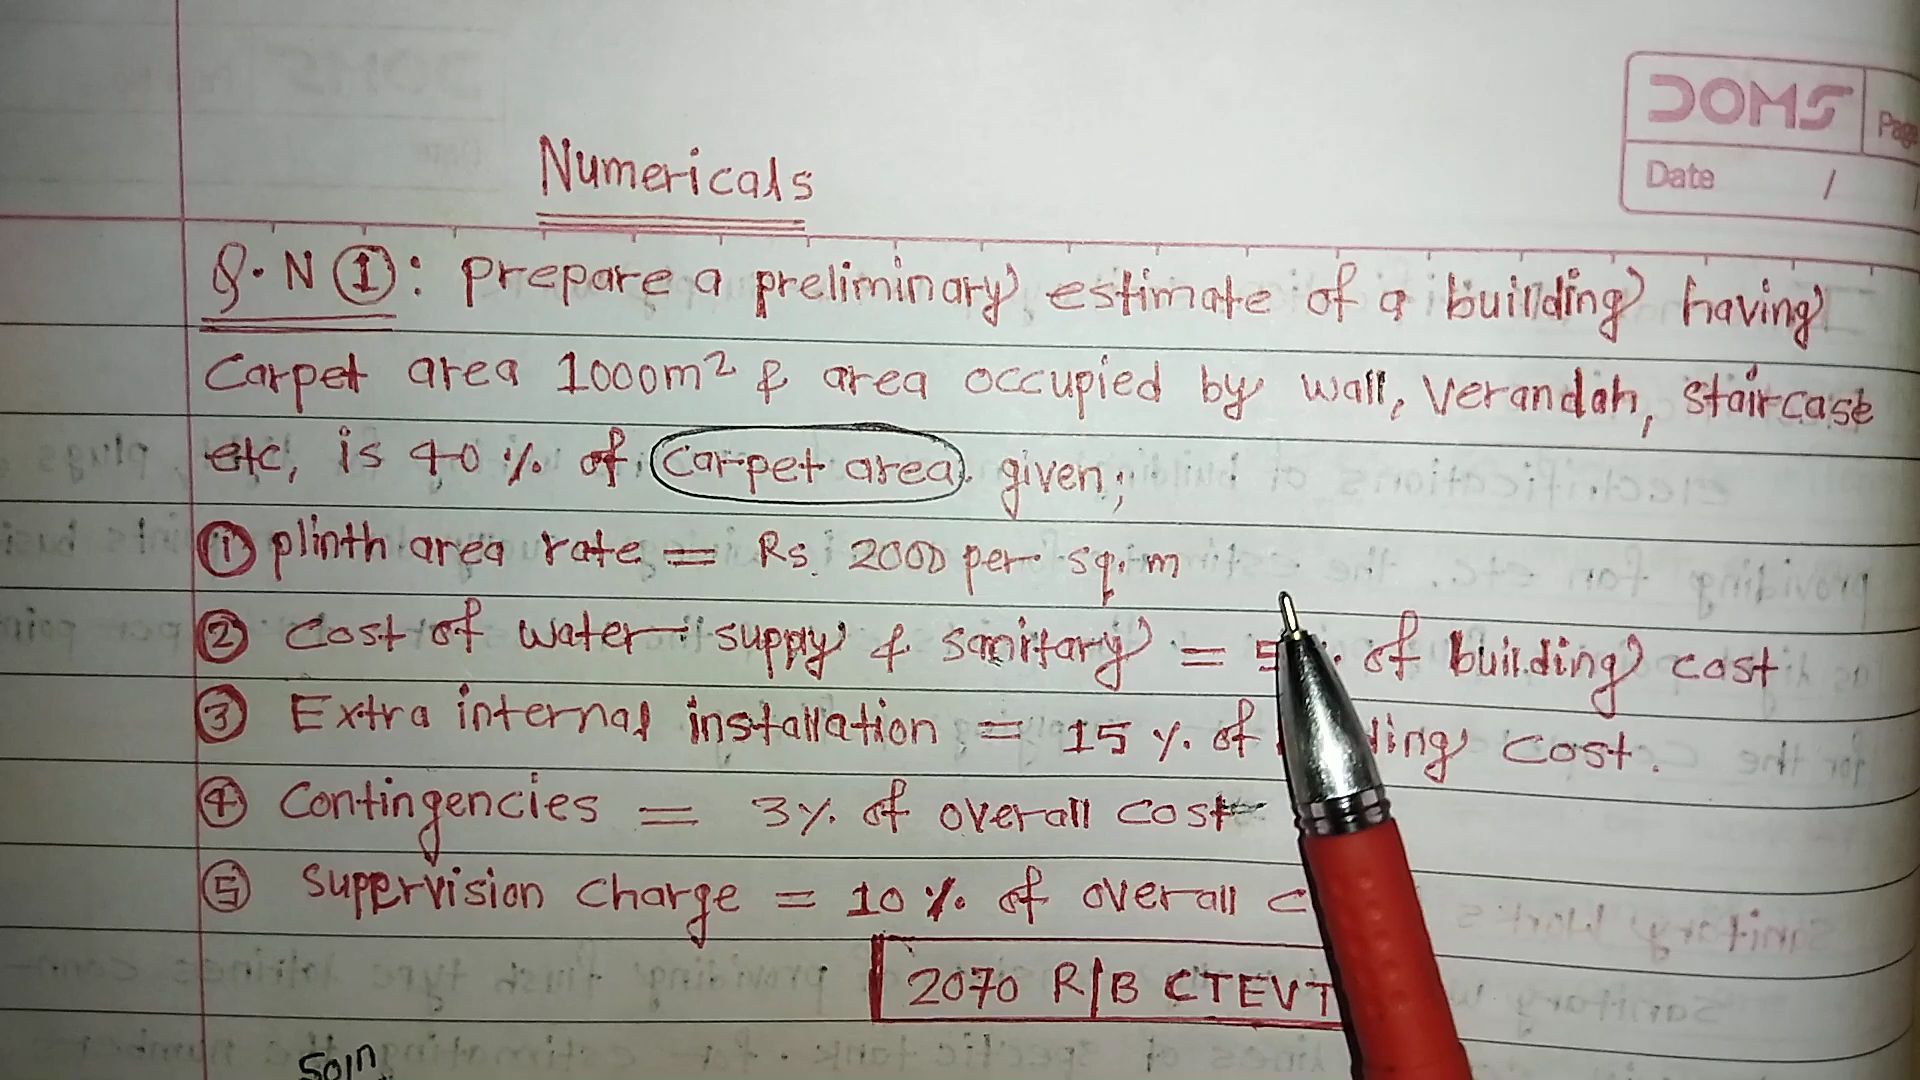 DOMS
Date / /
Numericals
Q.N ①: Prepare a preliminary estimate of a building having
Carpet area 1000m² & area occupied by wall, verandah, staircase
etc, is 40% of carpet area. given;
① plinth area rate = Rs. 2000 per sq.m
② Cost of water supply & sanitary = of building cost
③ Extra internal installation = 15 %. of cost.
④ Contingencies = 3%. of overall cost
⑤ Suppervision charge = 10 %. of overall
2070 R/B CTEVT
Soln